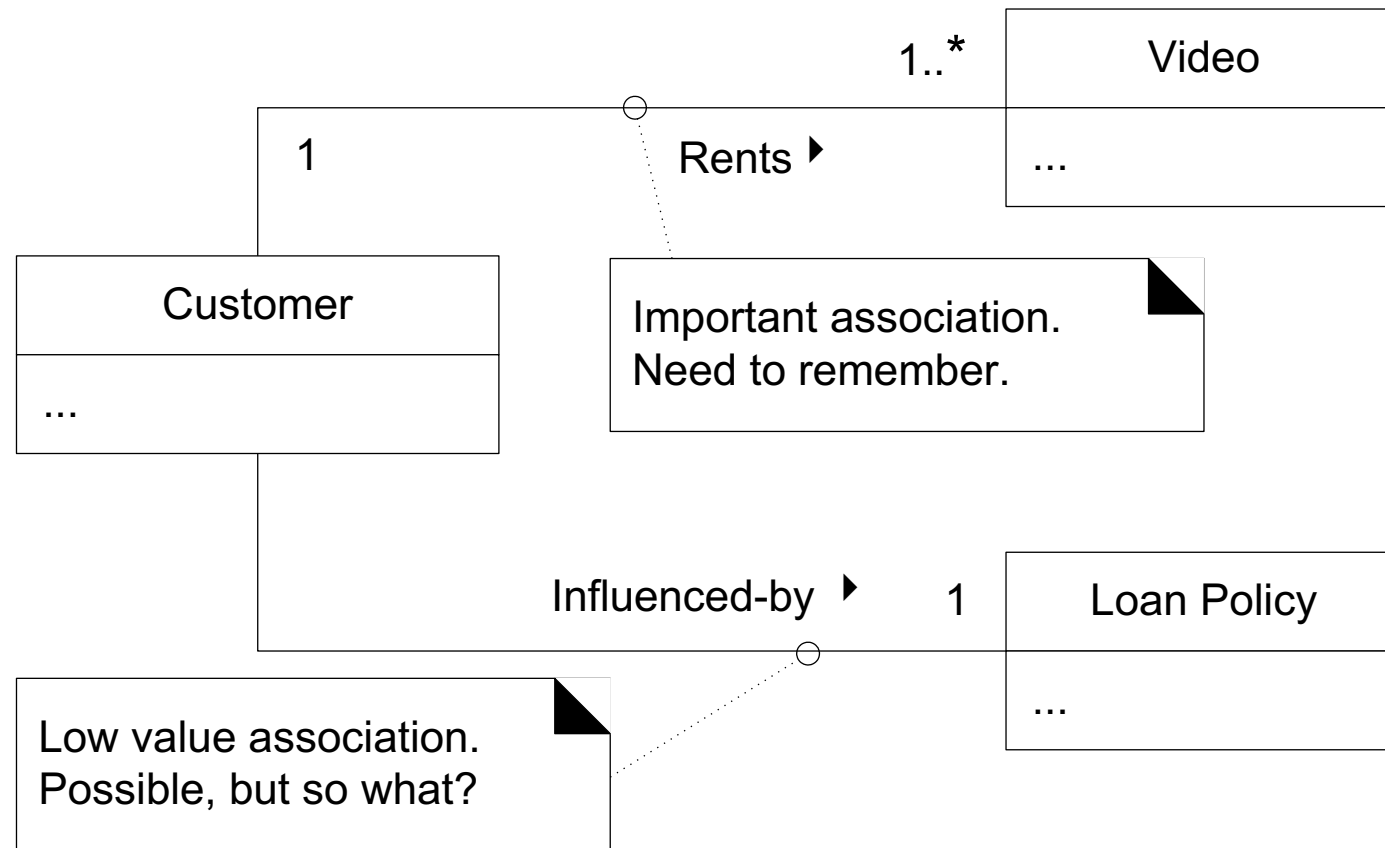 1..*
Video
1
Rents
...
Customer
Important association.
Need to remember.
...
Influenced-by
1
Loan Policy
...
Low value association.
Possible, but so what?